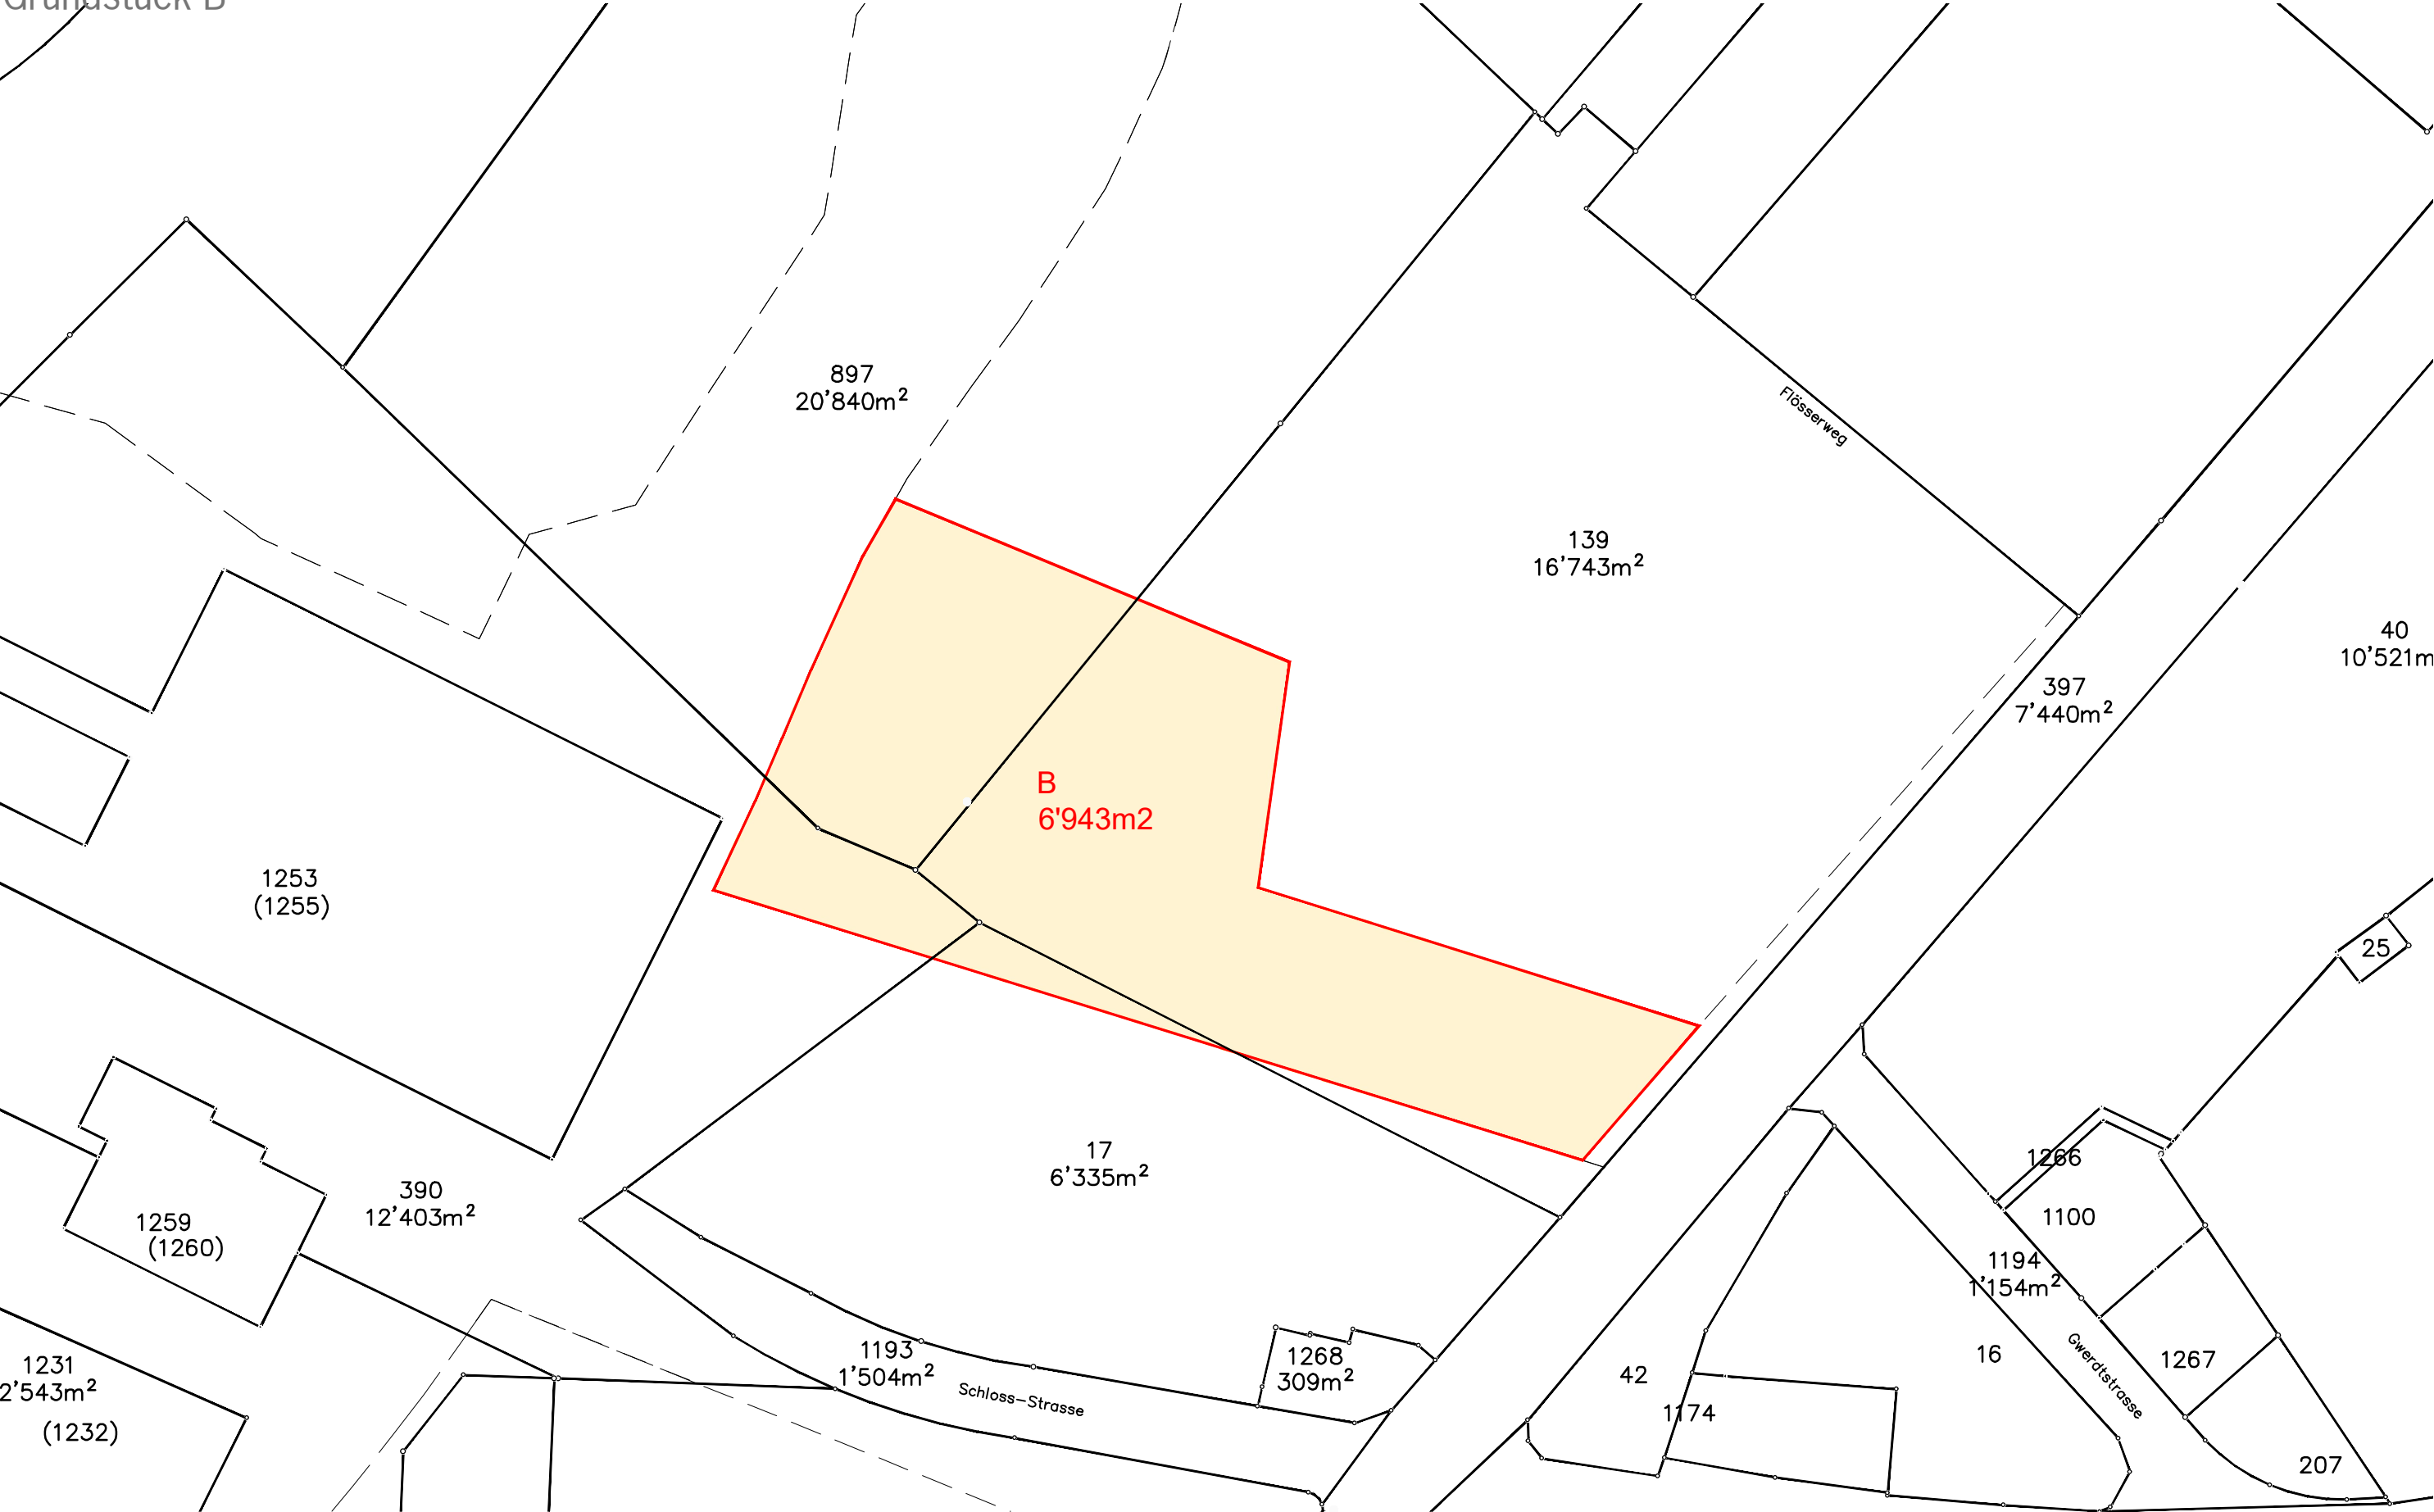 Grundstück B
897
20'840m²
Flösserweg
139
16'743m²
40
10'521m
397
7'440m²
B
6'943m2
1253
(1255)
25
17
6'335m²
1266
1100
390
12'403m²
1259
(1260)
1194
1'154m²
1193
1'504m²
1268
309m²
16
Gwerdtstrasse
1267
1231
2'543m²
42
Schloss-Strasse
1174
(1232)
207